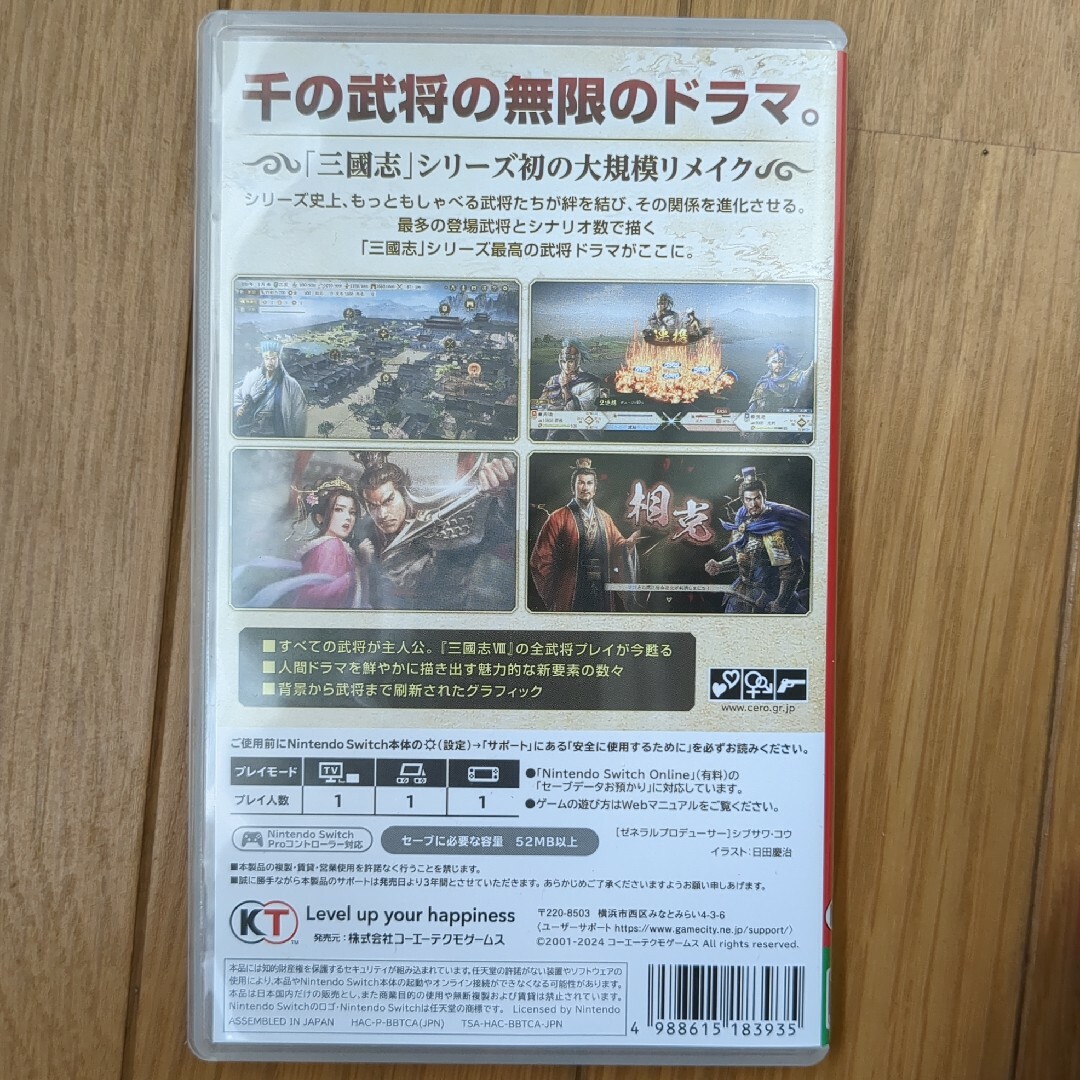 千の武将の無限のドラマ。
「三國志」シリーズ初の大規模リメイク
シリーズ史上、もっともしゃべる武将たちが絆を結び、その関係を進化させる。
最多の登場武将とシナリオ数で描く
「三國志」シリーズ最高の武将ドラマがここに。
連携
相克
■すべての武将が主人公。『三國志Ⅷ』の全武将プレイが今甦る
■人間ドラマを鮮やかに描き出す魅力的な新要素の数々
■背景から武将まで刷新されたグラフィック
www.cero.gr.jp
ご使用前にNintendo Switch本体の(設定)→「サポート」にある「安全に使用するために」を必ずお読みください。
プレイモード TV
プレイ人数 1 1 1
●「Nintendo Switch Online」(有料)の
「セーブデータお預かり」に対応しています。
●ゲームの遊び方はWebマニュアルをご覧ください。
Nintendo Switch
Proコントローラー対応
セーブに必要な容量 52MB以上
[ゼネラルプロデューサー]シブサワ・コウ
イラスト:日田慶治
■本製品の複製・賃貸・営業使用を許諾なく行うことを禁じます。
■誠に勝手ながら本製品のサポートは発売日より3年間とさせていただきます。あらかじめご了承くださいますようお願い申しあげます。
KT Level up your happiness
TM
発売元:株式会社コーエーテクモゲームス
〒220-8503 横浜市西区みなとみらい4-3-6
〈ユーザーサポート https://www.gamecity.ne.jp/support/〉
©2001-2024 コーエーテクモゲームス All rights reserved.
本品には知的財産権を保護するセキュリティが組み込まれています。任天堂の許諾がない装置やソフトウェアの
使用により、本品やNintendo Switch本体の起動やオンライン接続ができなくなる可能性があります。
本品は日本国内だけの販売とし、また商業目的の使用や無断複製および賃貸は禁止します。
Nintendo Switchのロゴ・Nintendo Switchは任天堂の商標です。 Licensed by Nintendo
ASSEMBLED IN JAPAN HAC-P-BBTCA(JPN) TSA-HAC-BBTCA-JPN
4 988615 183935